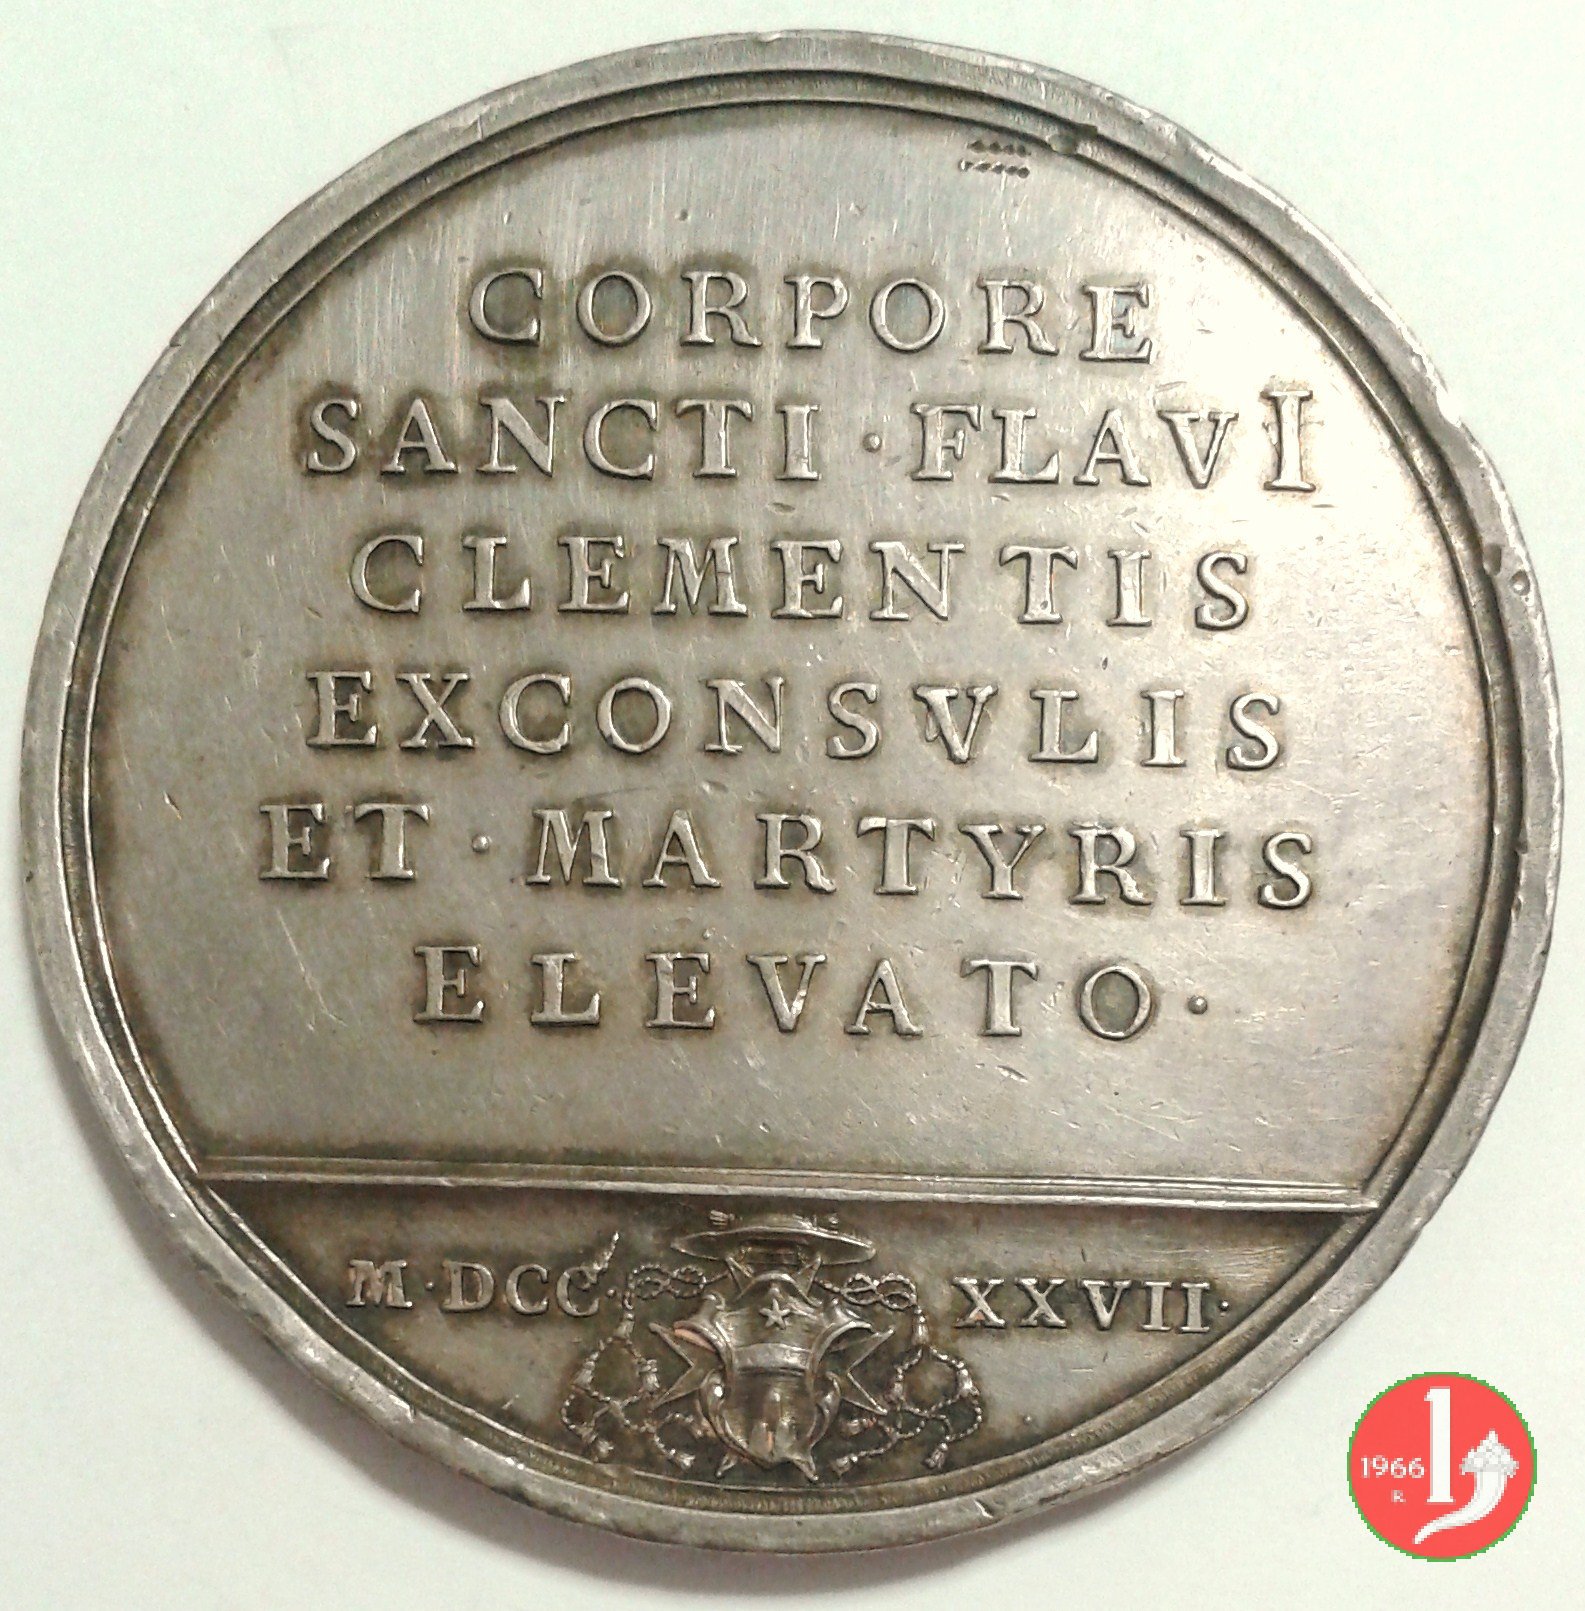 CORPORE
SANCTI · FLAVI
CLEMENTIS
EXCONSVLIS
ET · MARTYRIS
ELEVATO ·
M · DCC · XXVII ·
1966
R